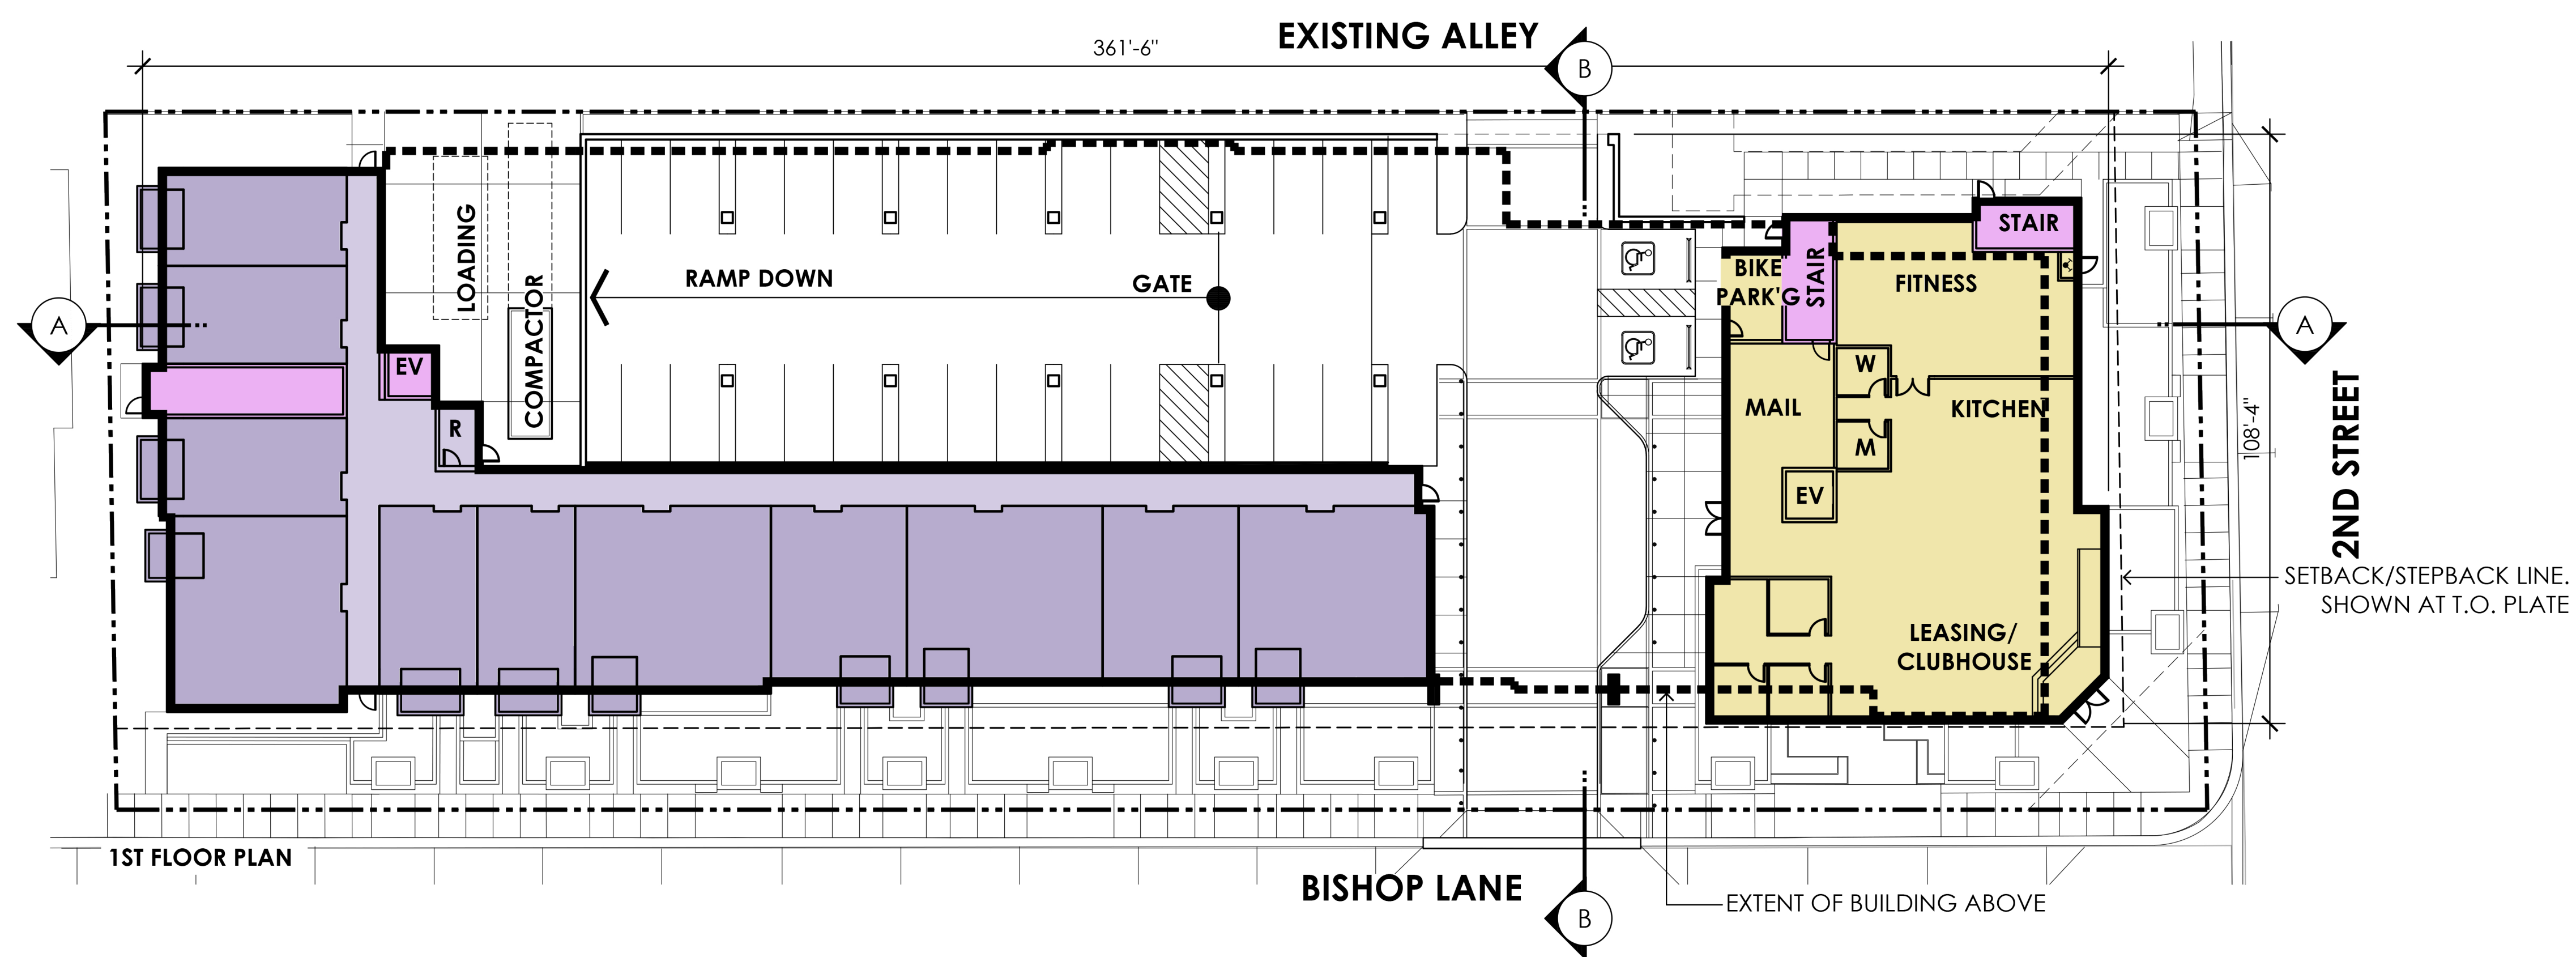 EXISTING ALLEY
361'-6"
B
STAIR
BIKE
PARK'G
STAIR
FITNESS
LOADING
COMPACTOR
RAMP DOWN
GATE
A
A
EV
W
R
MAIL
KITCHEN
M
108'-4"
2ND STREET
EV
SETBACK/STEPBACK LINE.
SHOWN AT T.O. PLATE
LEASING/
CLUBHOUSE
1ST FLOOR PLAN
BISHOP LANE
EXTENT OF BUILDING ABOVE
B